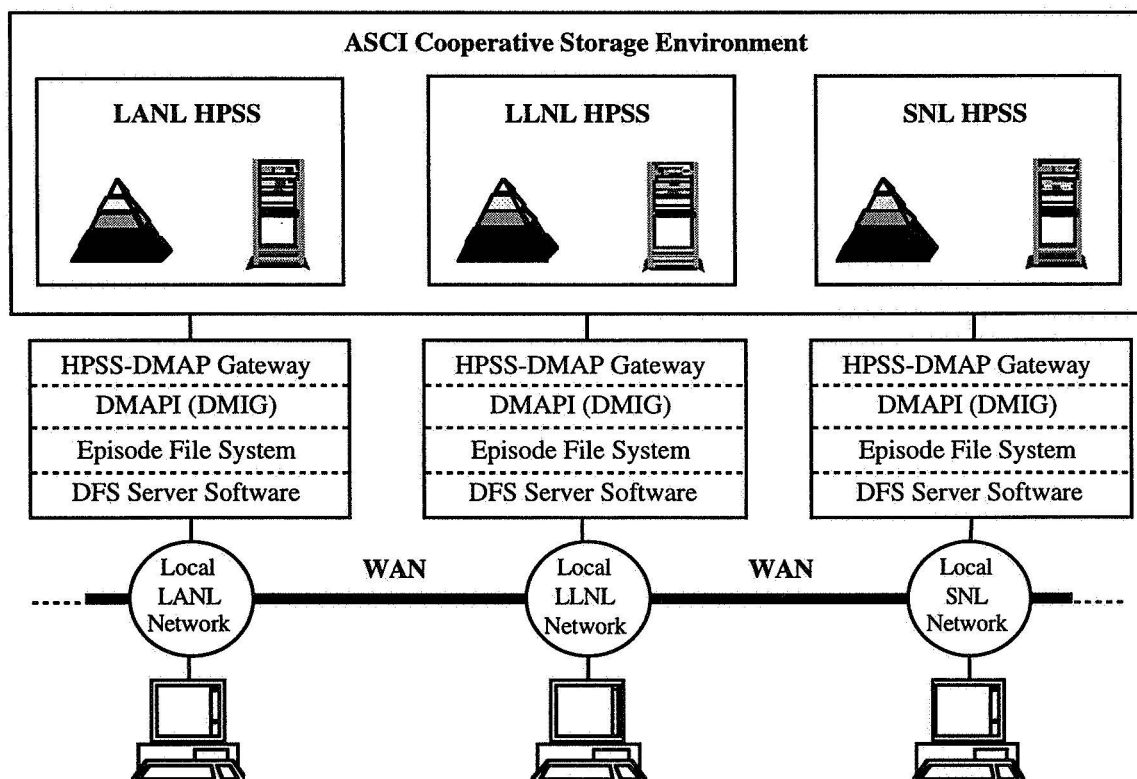 ASCI Cooperative Storage Environment
LANL HPSS
LLNL HPSS
SNL HPSS
HPSS-DMAP Gateway
DMAPI (DMIG)
Episode File System
DFS Server Software
HPSS-DMAP Gateway
DMAPI (DMIG)
Episode File System
DFS Server Software
HPSS-DMAP Gateway
DMAPI (DMIG)
Episode File System
DFS Server Software
Local
LANL
Network
WAN
Local
LLNL
Network
WAN
Local
SNL
Network